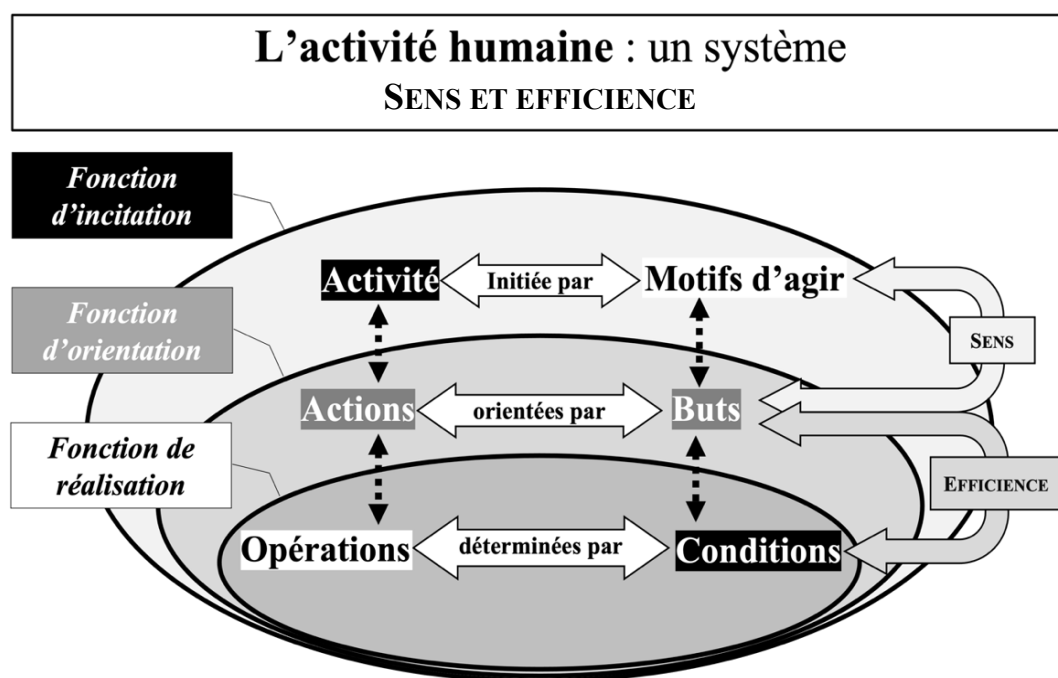 L’activité humaine : un système
SENS ET EFFICIENCE
Fonction
d’incitation
Activité
Initiée par
Motifs d’agir
Fonction
d’orientation
SENS
Actions
orientées par
Buts
Fonction de
réalisation
EFFICIENCE
Opérations
déterminées par
Conditions